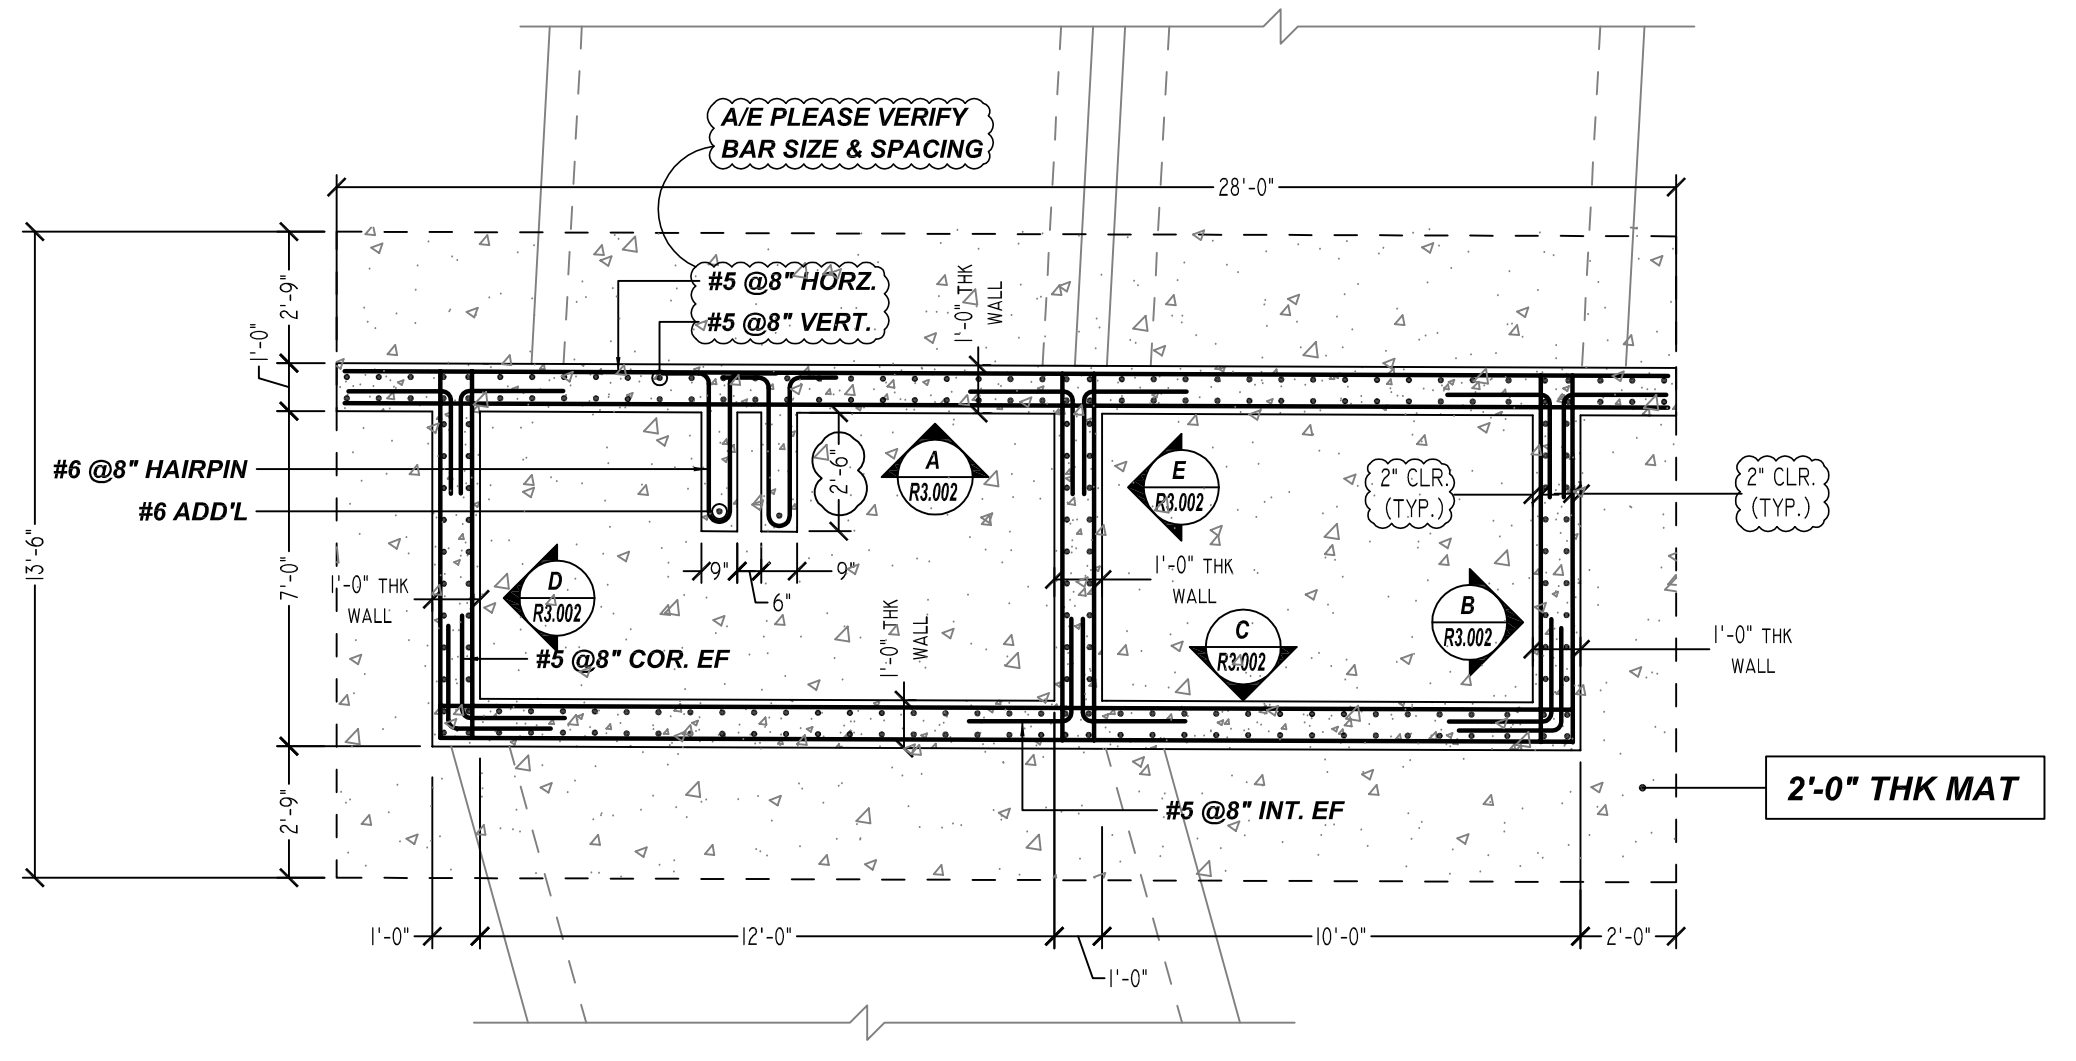 A/E PLEASE VERIFY
BAR SIZE & SPACING
28'-0"
#5 @8" HORZ.
#5 @8" VERT.
1'-0" THK
WALL
2'-9"
1'-0"
13'-6"
7'-0"
2'-9"
#6 @8" HAIRPIN
#6 ADD'L
2'-6"
A
R3.002
E
R3.002
2" CLR.
(TYP.)
2" CLR.
(TYP.)
1'-0" THK
WALL
D
R3.002
9"
9"
6"
1'-0" THK
WALL
1'-0" THK
WALL
B
R3.002
C
R3.002
1'-0" THK
WALL
#5 @8" COR. EF
#5 @8" INT. EF
2'-0" THK MAT
1'-0"
12'-0"
1'-0"
10'-0"
2'-0"